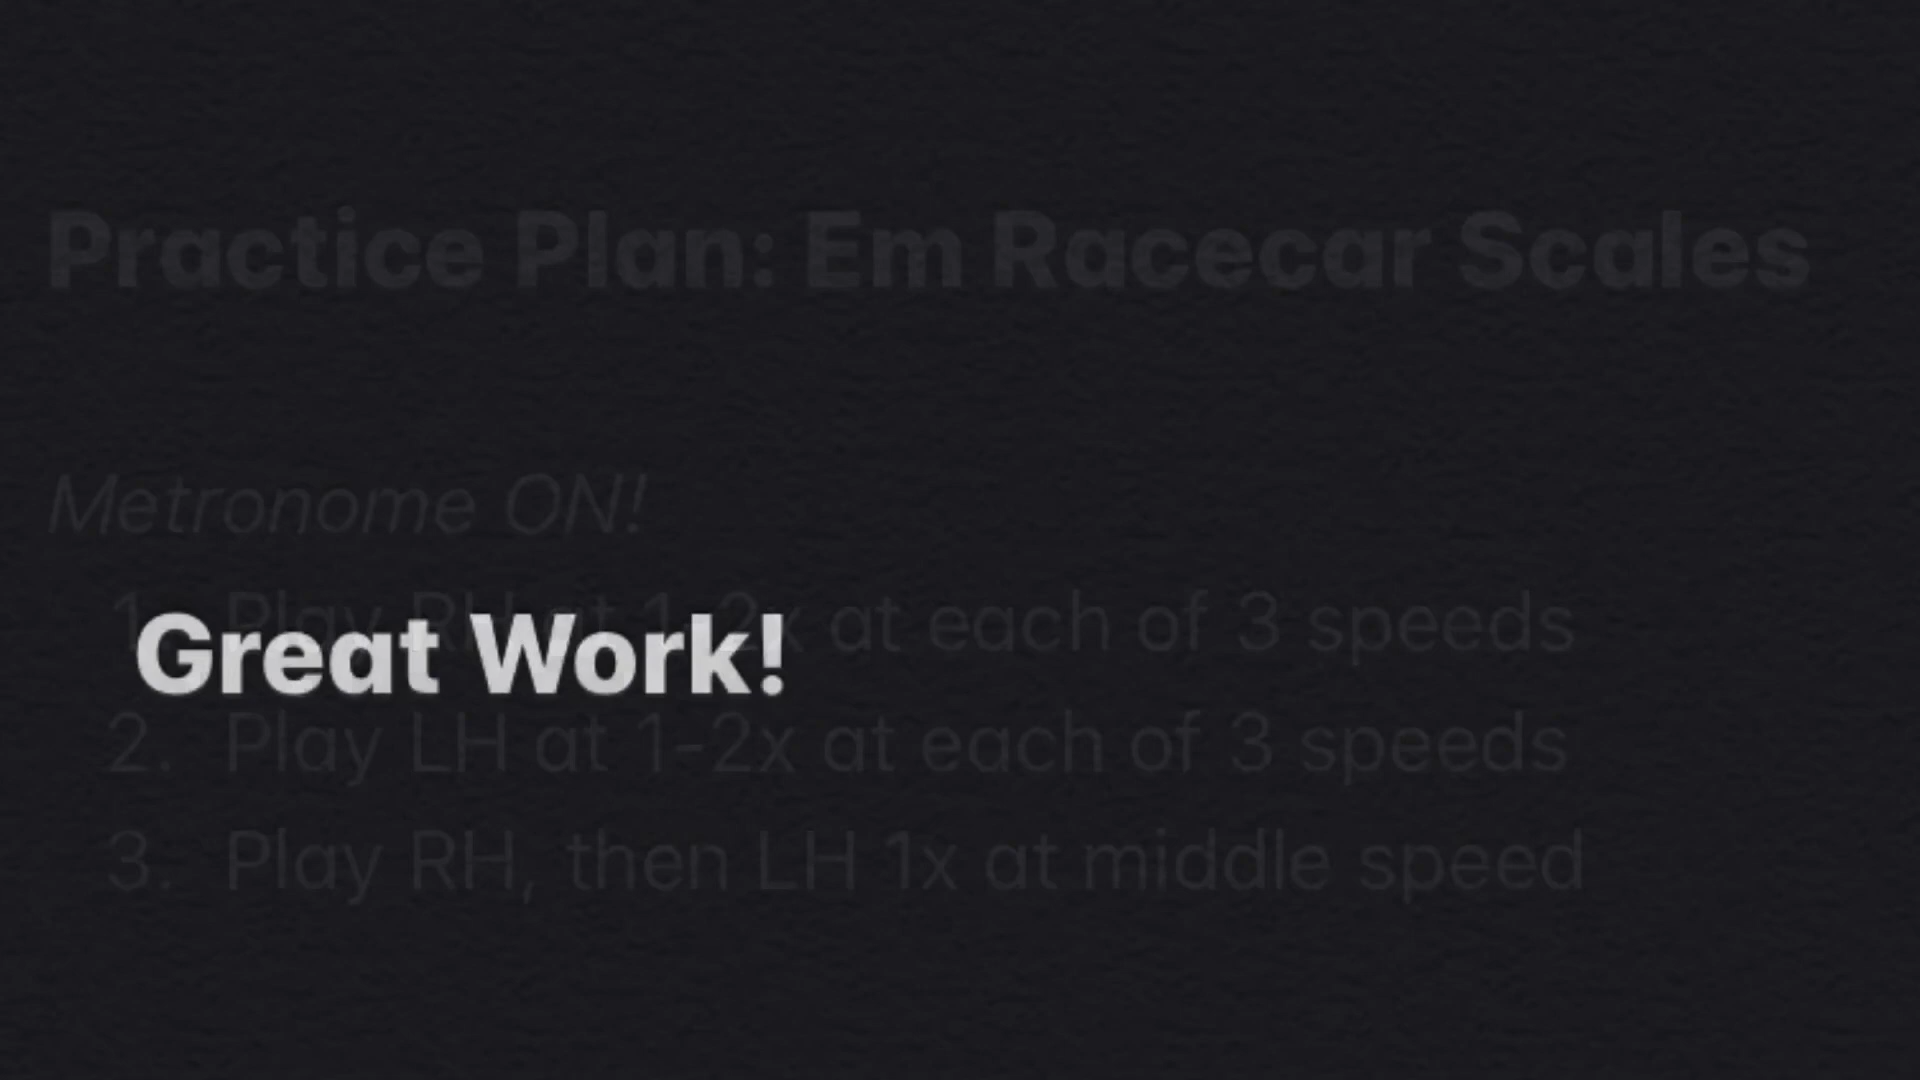 Practice Plan: Em Racecar Scales
Metronome ON!
1. Play RH at 1-2x at each of 3 speeds
Great Work!
2. Play LH at 1-2x at each of 3 speeds
3. Play RH, then LH 1x at middle speed